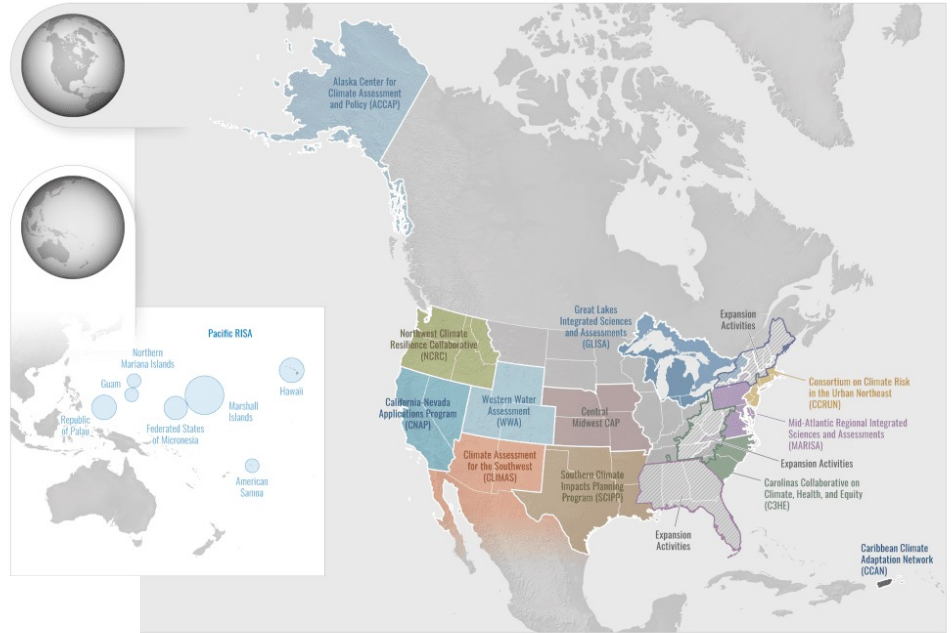 Alaska Center for
Climate Assessment
and Policy (ACCAP)
Pacific RISA
Northern
Mariana Islands
Guam
Republic
of Palau
Federated States
of Micronesia
Marshall
Islands
Hawaii
American
Samoa
Northwest Climate
Resilience Collaborative
(NCRC)
California-Nevada
Applications Program
(CNAP)
Western Water
Assessment
(WWA)
Climate Assessment
for the Southwest
(CLIMAS)
Central
Midwest CAP
Southern Climate
Impacts Planning
Program (SCIPP)
Great Lakes
Integrated Sciences
and Assessments
(GLISA)
Expansion
Activities
Consortium on Climate Risk
in the Urban Northeast
(CCRUN)
Mid-Atlantic Regional Integrated
Sciences and Assessments
(MARISA)
Expansion Activities
Carolinas Collaborative on
Climate, Health, and Equity
(C3HE)
Expansion
Activities
Caribbean Climate
Adaptation Network
(CCAN)